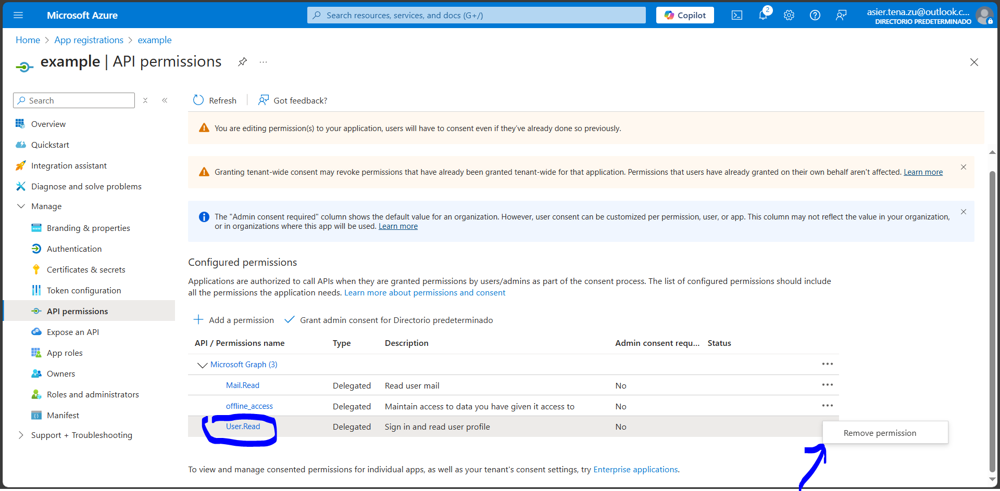 Microsoft Azure
Search resources, services, and docs (G+/)
Copilot
2
asier.tena.zu@outlook.c...
DIRECTORIO PREDETERMINADO
Home > App registrations > example
example | API permissions
Search
Refresh
Got feedback?
Overview
Quickstart
Integration assistant
Diagnose and solve problems
Manage
Branding & properties
Authentication
Certificates & secrets
Token configuration
API permissions
Expose an API
App roles
Owners
Roles and administrators
Manifest
Support + Troubleshooting
You are editing permission(s) to your application, users will have to consent even if they've already done so previously.
Granting tenant-wide consent may revoke permissions that have already been granted tenant-wide for that application. Permissions that users have already granted on their own behalf aren't affected. Learn more
The "Admin consent required" column shows the default value for an organization. However, user consent can be customized per permission, user, or app. This column may not reflect the value in your organization,
or in organizations where this app will be used. Learn more
Configured permissions
Applications are authorized to call APIs when they are granted permissions by users/admins as part of the consent process. The list of configured permissions should include
all the permissions the application needs. Learn more about permissions and consent
Add a permission
Grant admin consent for Directorio predeterminado
API / Permissions name Type Description Admin consent requ... Status
Microsoft Graph (3)
Mail.Read Delegated Read user mail No
offline_access Delegated Maintain access to data you have given it access to No
User.Read Delegated Sign in and read user profile No
Remove permission
To view and manage consented permissions for individual apps, as well as your tenant's consent settings, try Enterprise applications.